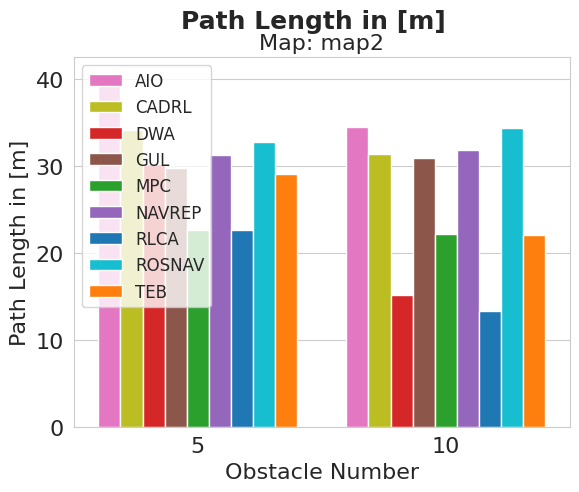 Path Length in [m]
Map: map2
Path Length in [m]
40
30
20
10
0
AIO
CADRL
DWA
GUL
MPC
NAVREP
RLCA
ROSNAV
TEB
5
10
Obstacle Number